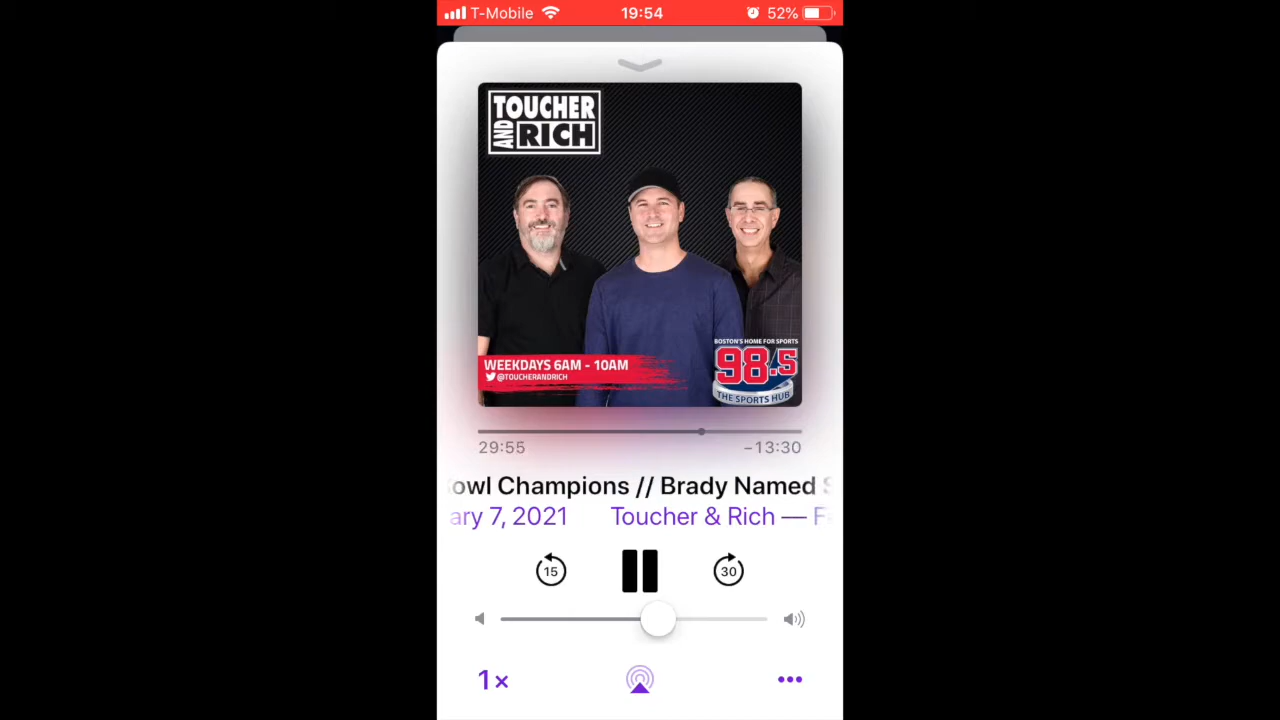 T-Mobile 19:54 52%
TOUCHER
AND RICH
WEEKDAYS 6AM - 10AM
@TOUCHERANDRICH
BOSTON'S HOME FOR SPORTS
98.5
THE SPORTS HUB
29:55 −13:30
owl Champions // Brady Named S
ary 7, 2021 Toucher & Rich — F
15 30
1×